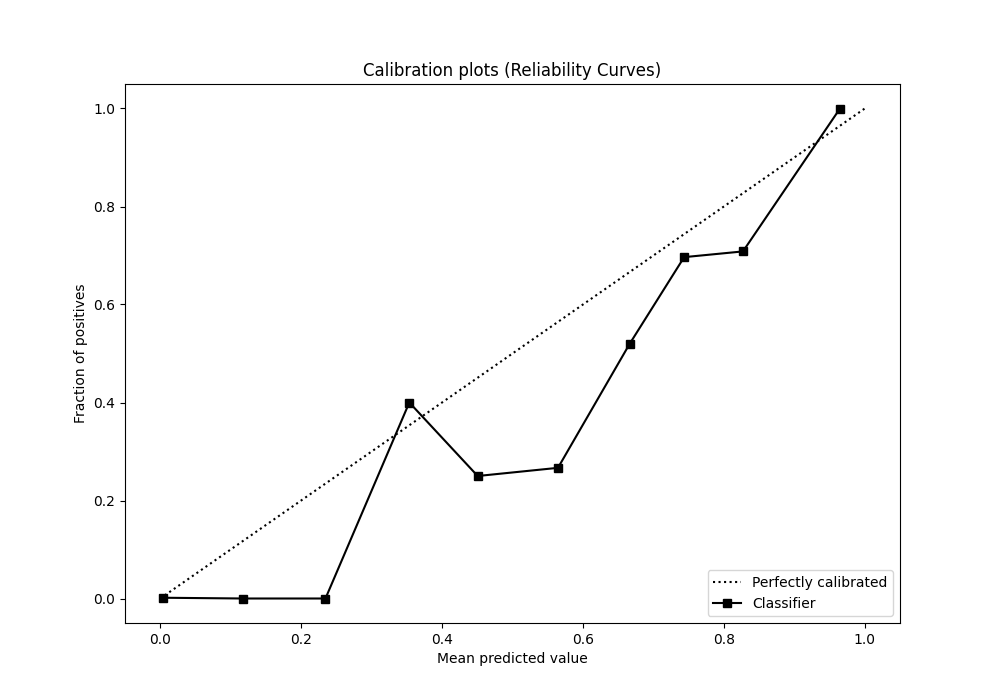 Calibration plots (Reliability Curves)
1.0
0.8
0.6
0.4
0.2
0.0
Fraction of positives
0.0 0.2 0.4 0.6 0.8 1.0
Mean predicted value
Perfectly calibrated
Classifier